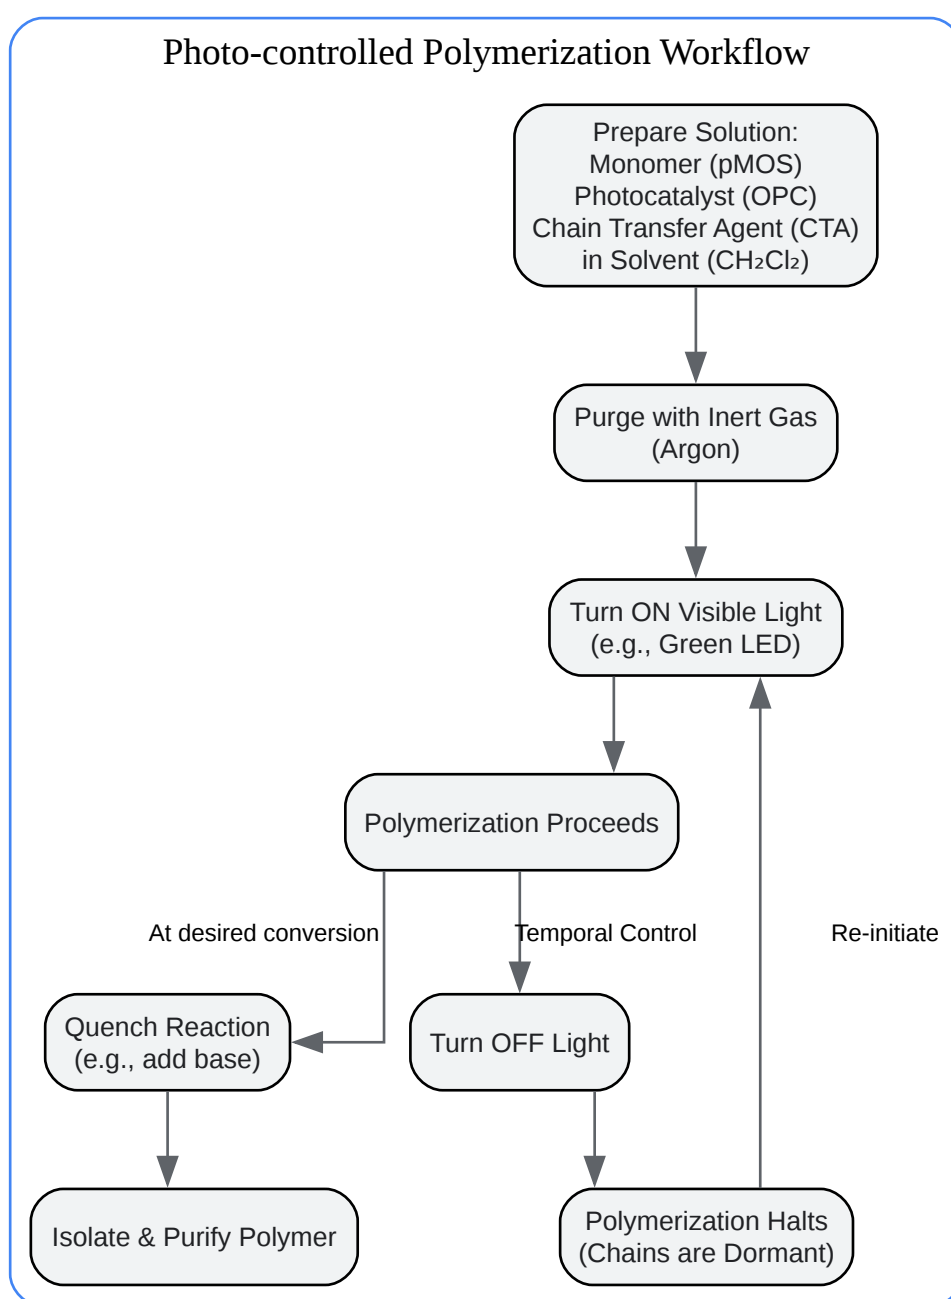 Photo-controlled Polymerization Workflow
Prepare Solution:
Monomer (pMOS)
Photocatalyst (OPC)
Chain Transfer Agent (CTA)
in Solvent (CH₂Cl₂)
Purge with Inert Gas
(Argon)
Turn ON Visible Light
(e.g., Green LED)
Polymerization Proceeds
At desired conversion
Temporal Control
Re-initiate
Quench Reaction
(e.g., add base)
Turn OFF Light
Isolate & Purify Polymer
Polymerization Halts
(Chains are Dormant)